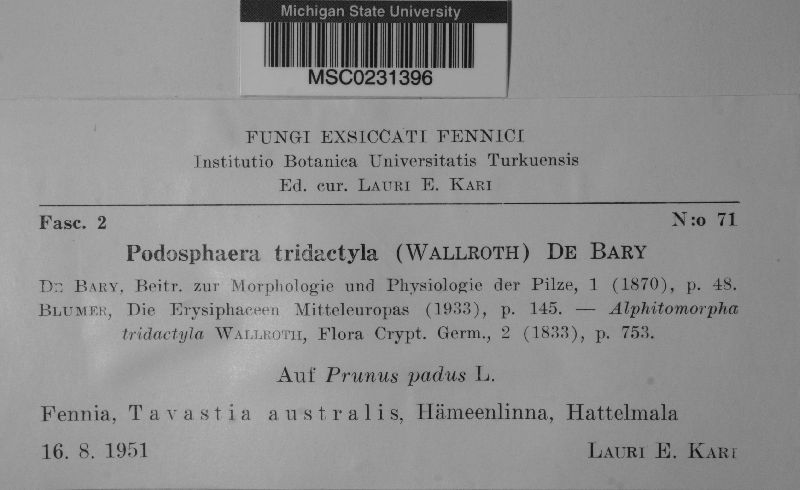 Michigan State University
MSC0231396
FUNGI EXSICCATI FENNICI
Institutio Botanica Universitatis Turkuensis
Ed. cur. LAURI E. KARI
Fasc. 2 N:o 71
Podosphaera tridactyla (WALLROTH) DE BARY
DE BARY, Beitr. zur Morphologie und Physiologie der Pilze, 1 (1870), p. 48.
BLUMER, Die Erysiphaceen Mitteleuropas (1933), p. 145. — Alphitomorpha
tridactyla WALLROTH, Flora Crypt. Germ., 2 (1833), p. 753.
Auf Prunus padus L.
Fennia, Tavastia australis, Hämeenlinna, Hattelmala
16. 8. 1951 LAURI E. KARI